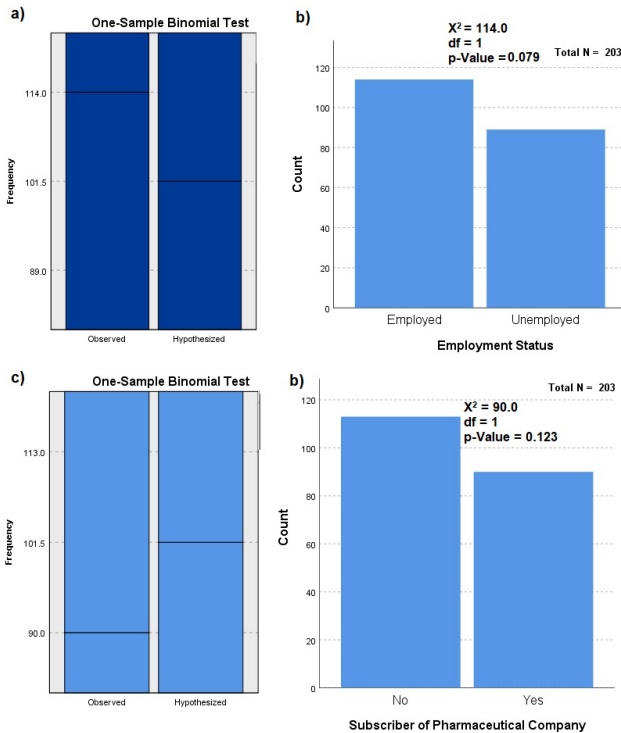 a)
One-Sample Binomial Test
Frequency
114.0
101.5
89.0
Observed Hypothesized
b)
X² = 114.0
df = 1
p-Value = 0.079
Total N = 203
Count
120
100
80
60
40
20
0
Employed Unemployed
Employment Status
c)
One-Sample Binomial Test
Frequency
113.0
101.5
90.0
Observed Hypothesized
b)
Total N = 203
X² = 90.0
df = 1
p-Value = 0.123
Count
120
100
80
60
40
20
0
No Yes
Subscriber of Pharmaceutical Company